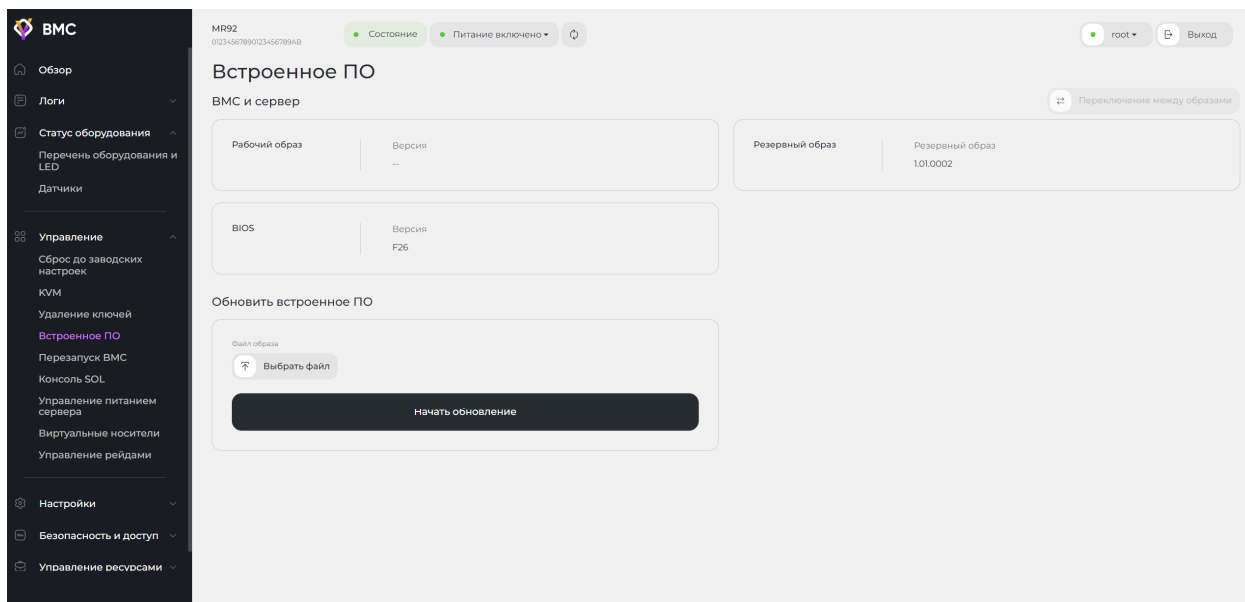 BMC
MR92
01234567890123456789AB
Состояние
Питание включено
root
Выход
Обзор
Логи
Статус оборудования
Перечень оборудования и
LED
Датчики
Управление
Сброс до заводских
настроек
KVM
Удаление ключей
Встроенное ПО
Перезапуск BMC
Консоль SOL
Управление питанием
сервера
Виртуальные носители
Управление рейдами
Настройки
Безопасность и доступ
Управление ресурсами
Встроенное ПО
BMC и сервер
Переключение между образами
Рабочий образ
Версия
--
Резервный образ
Резервный образ
1.01.0002
BIOS
Версия
F26
Обновить встроенное ПО
Файл образа
Выбрать файл
Начать обновление